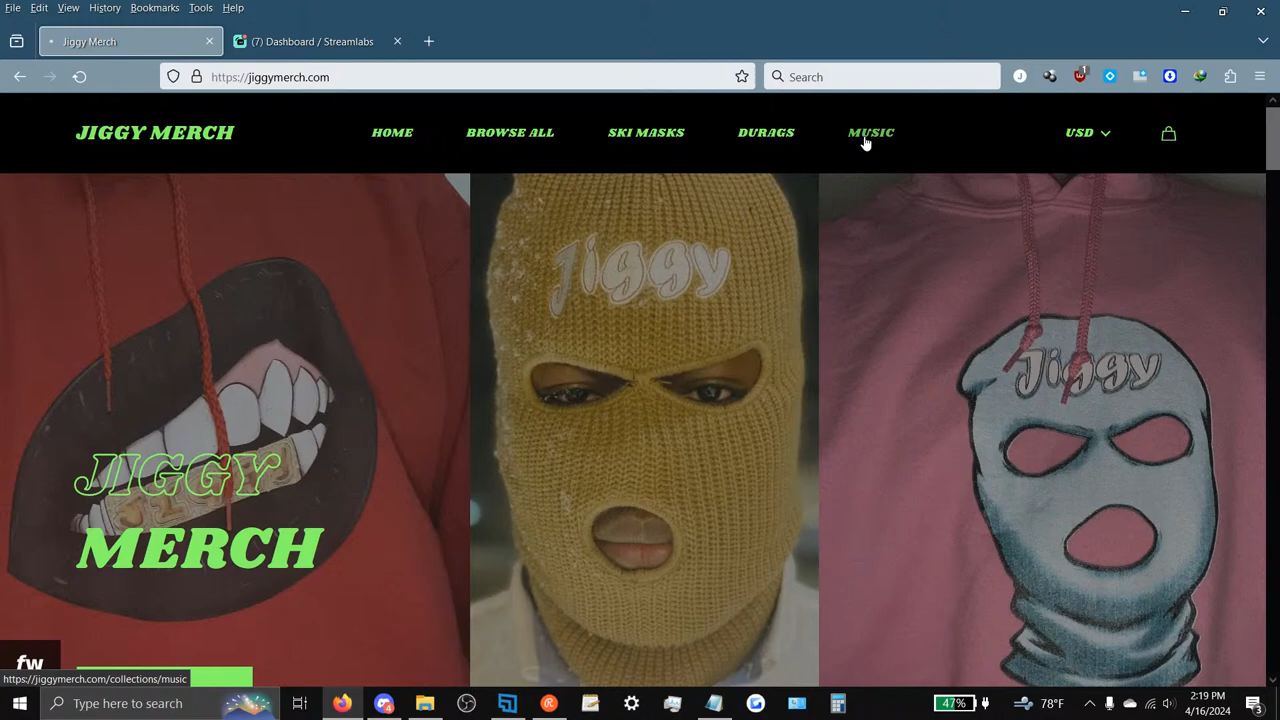 File Edit View History Bookmarks Tools Help
Jiggy Merch
(7) Dashboard / Streamlabs
https://jiggymerch.com
Search
1
JIGGY MERCH
HOME
BROWSE ALL
SKI MASKS
DURAGS
MUSIC
USD
Jiggy
Jiggy
JIGGY
MERCH
fw
https://jiggymerch.com/collections/music
Type here to search
47%
78°F
2:19 PM
4/16/2024
3